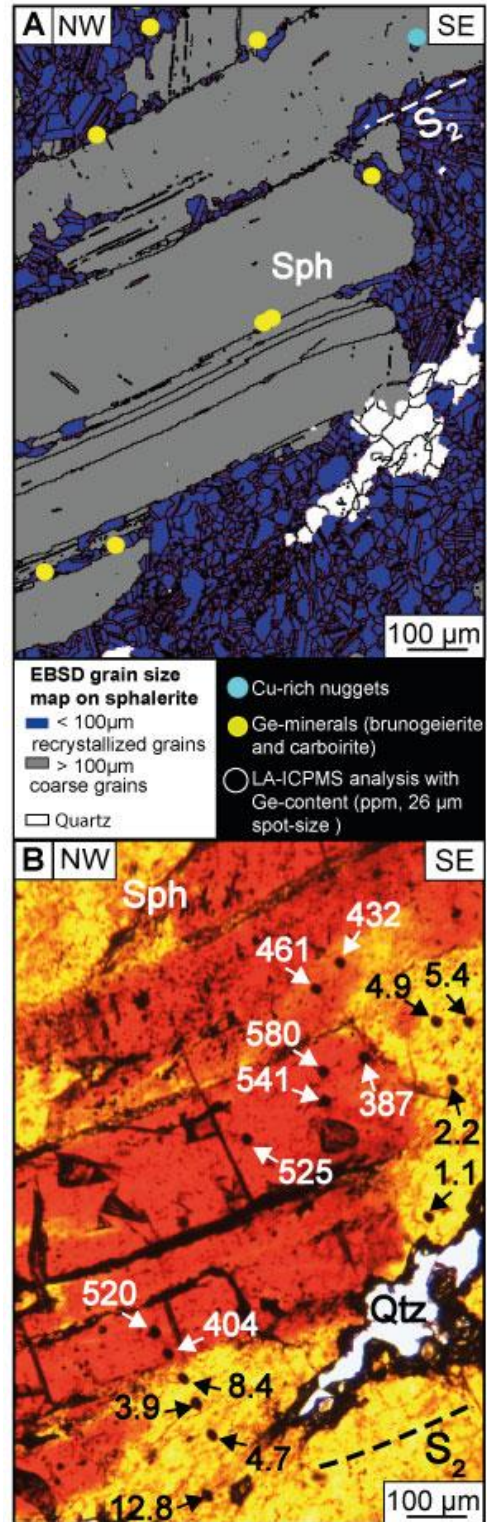 A NW
SE
S2
Sph
100 µm
EBSD grain size
map on sphalerite
< 100µm
recrystallized grains
> 100µm
coarse grains
Quartz
Cu-rich nuggets
Ge-minerals (brunogeierite
and carboirite)
LA-ICPMS analysis with
Ge-content (ppm, 26 µm
spot-size )
B NW
SE
Sph
432
461
4.9
5.4
580
541
387
2.2
525
1.1
520
404
Qtz
8.4
3.9
4.7
S2
12.8
100 µm